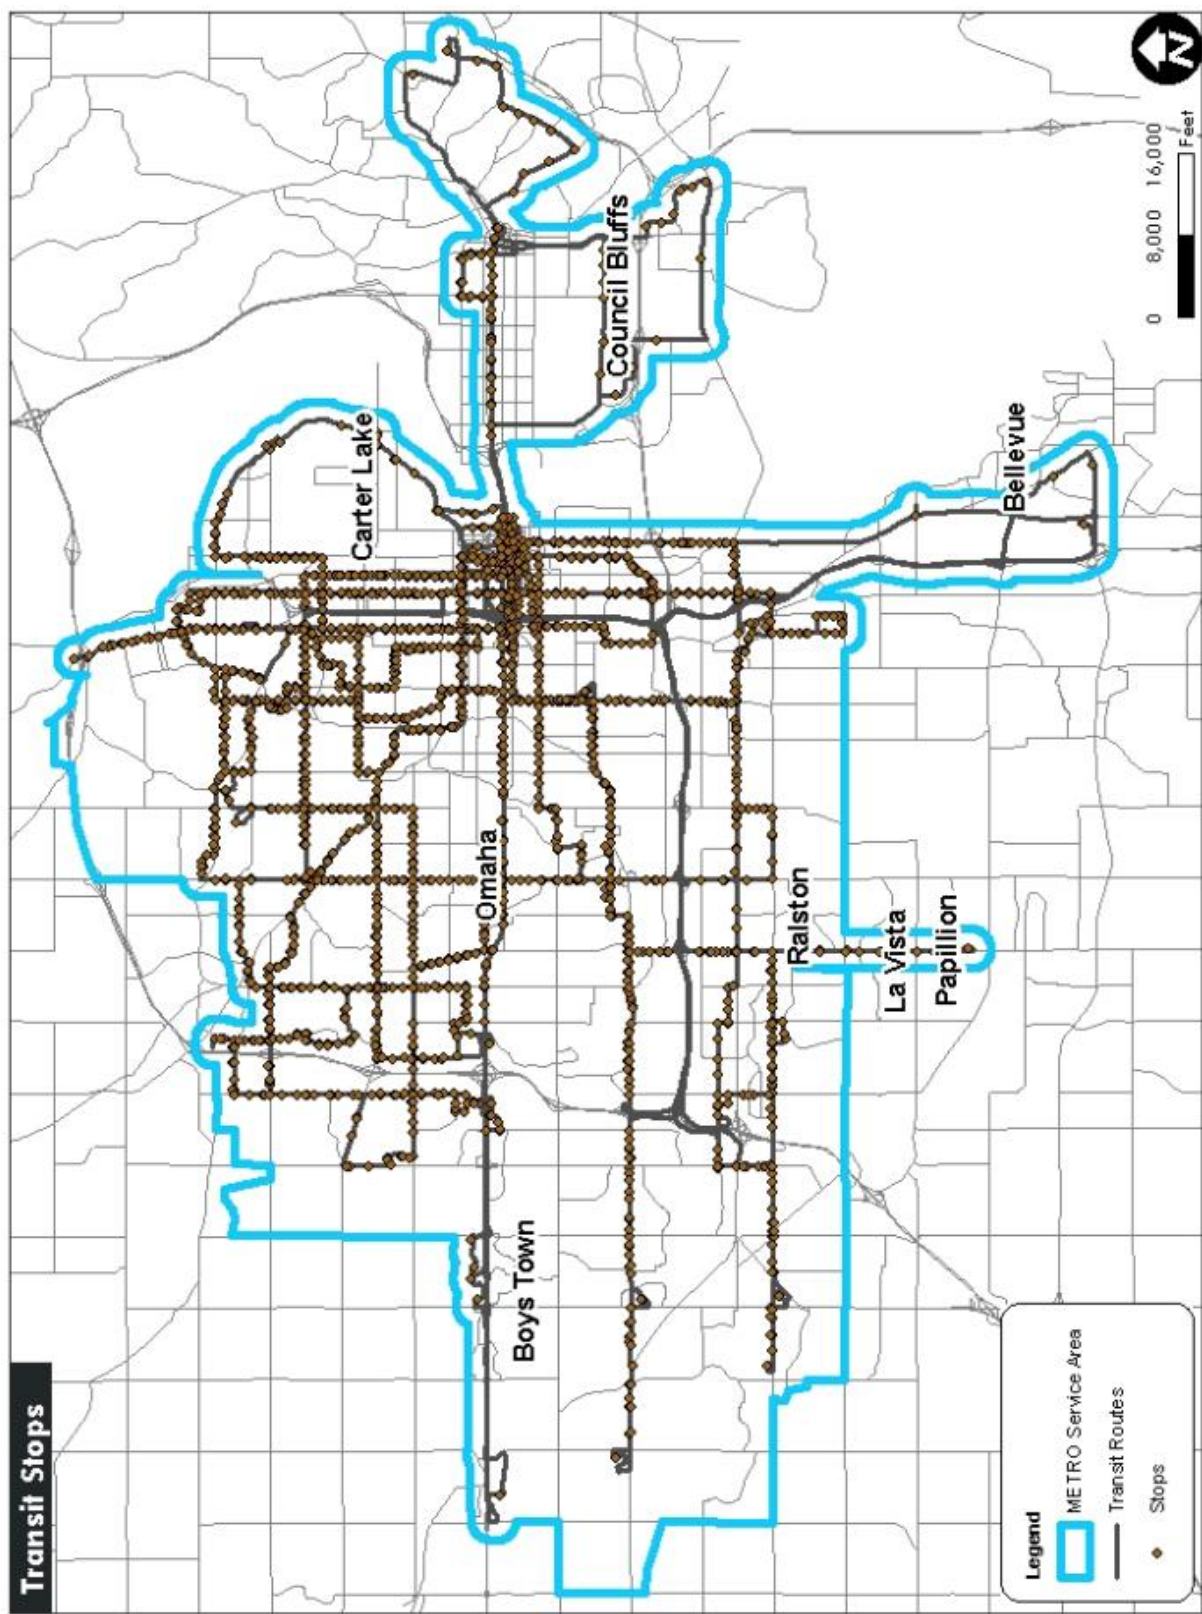 Transit Stops
Carter Lake
Council Bluffs
Omaha
Boys Town
Bellevue
Ralston
La Vista
Papillion
Legend
METRO Service Area
Transit Routes
Stops
0 8,000 16,000
Feet
N